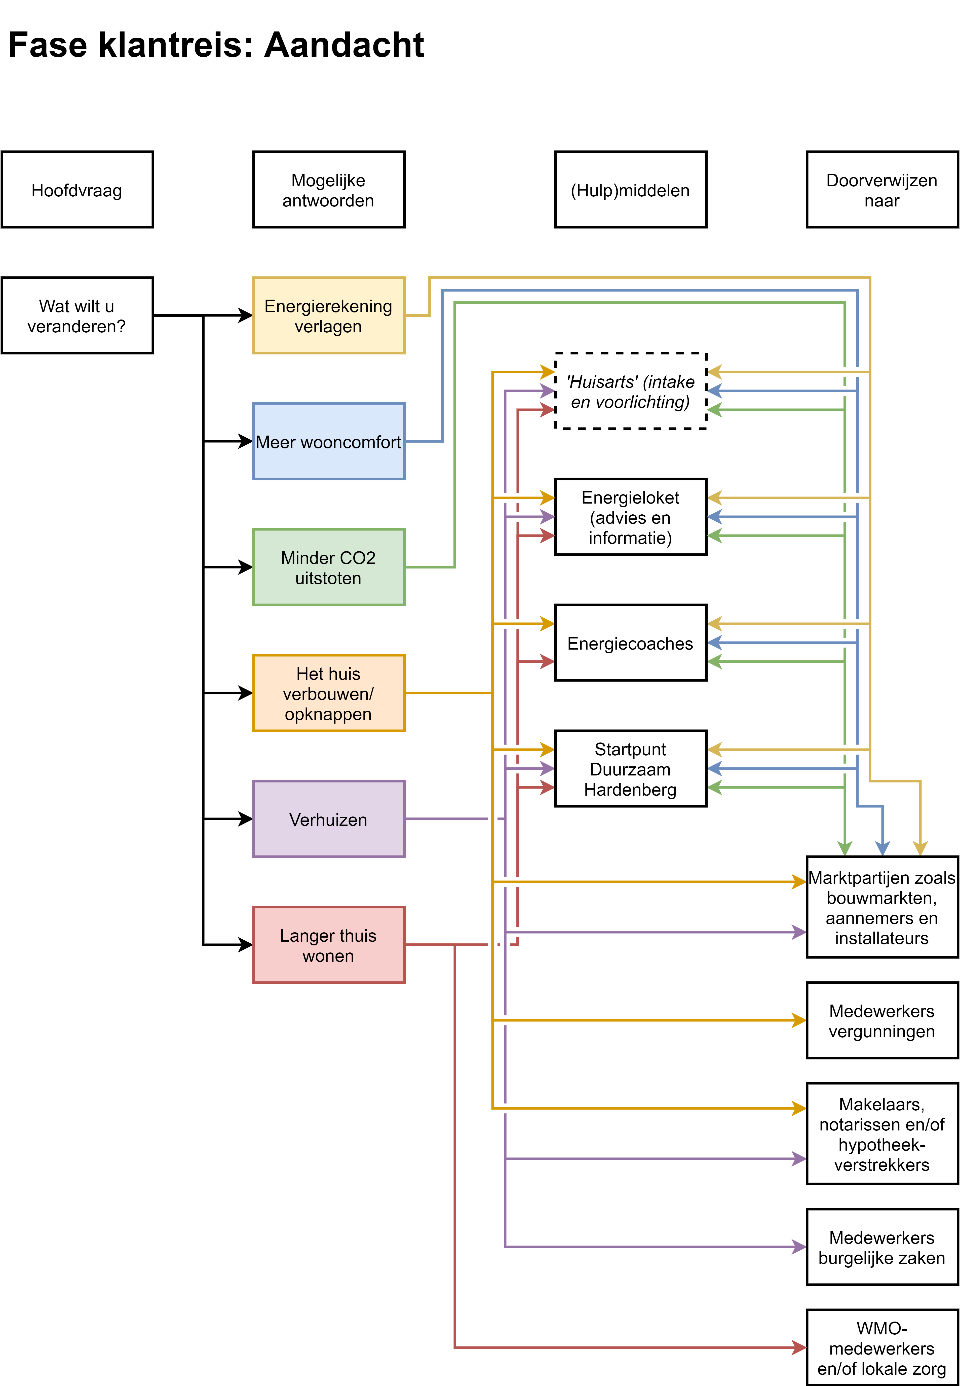 Fase klantreis: Aandacht
Hoofdvraag
Mogelijke
antwoorden
(Hulp)middelen
Doorverwijzen
naar
Wat wilt u
veranderen?
Energierekening
verlagen
'Huisarts' (intake
en voorlichting)
Meer wooncomfort
Energieloket
(advies en
informatie)
Minder CO2
uitstoten
Energiecoaches
Het huis
verbouwen/
opknappen
Startpunt
Duurzaam
Hardenberg
Verhuizen
Marktpartijen zoals
bouwmarkten,
aannemers en
installateurs
Langer thuis
wonen
Medewerkers
vergunningen
Makelaars,
notarissen en/of
hypotheek-
verstrekkers
Medewerkers
burgelijke zaken
WMO-
medewerkers
en/of lokale zorg